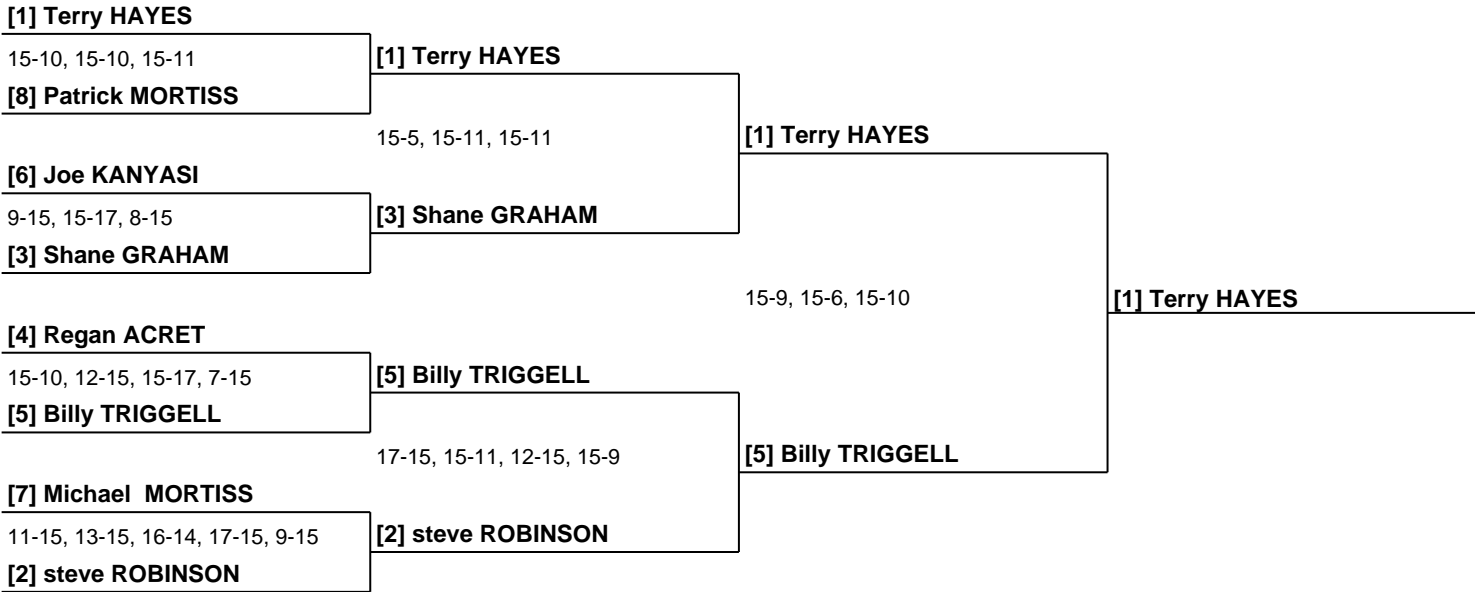 [1] Terry HAYES
15-10, 15-10, 15-11
[8] Patrick MORTISS
[6] Joe KANYASI
9-15, 15-17, 8-15
[3] Shane GRAHAM
[4] Regan ACRET
15-10, 12-15, 15-17, 7-15
[5] Billy TRIGGELL
[7] Michael  MORTISS
11-15, 13-15, 16-14, 17-15, 9-15
[2] steve ROBINSON
[1] Terry HAYES
15-5, 15-11, 15-11
[3] Shane GRAHAM
[5] Billy TRIGGELL
17-15, 15-11, 12-15, 15-9
[2] steve ROBINSON
[1] Terry HAYES
15-9, 15-6, 15-10
[5] Billy TRIGGELL
[1] Terry HAYES